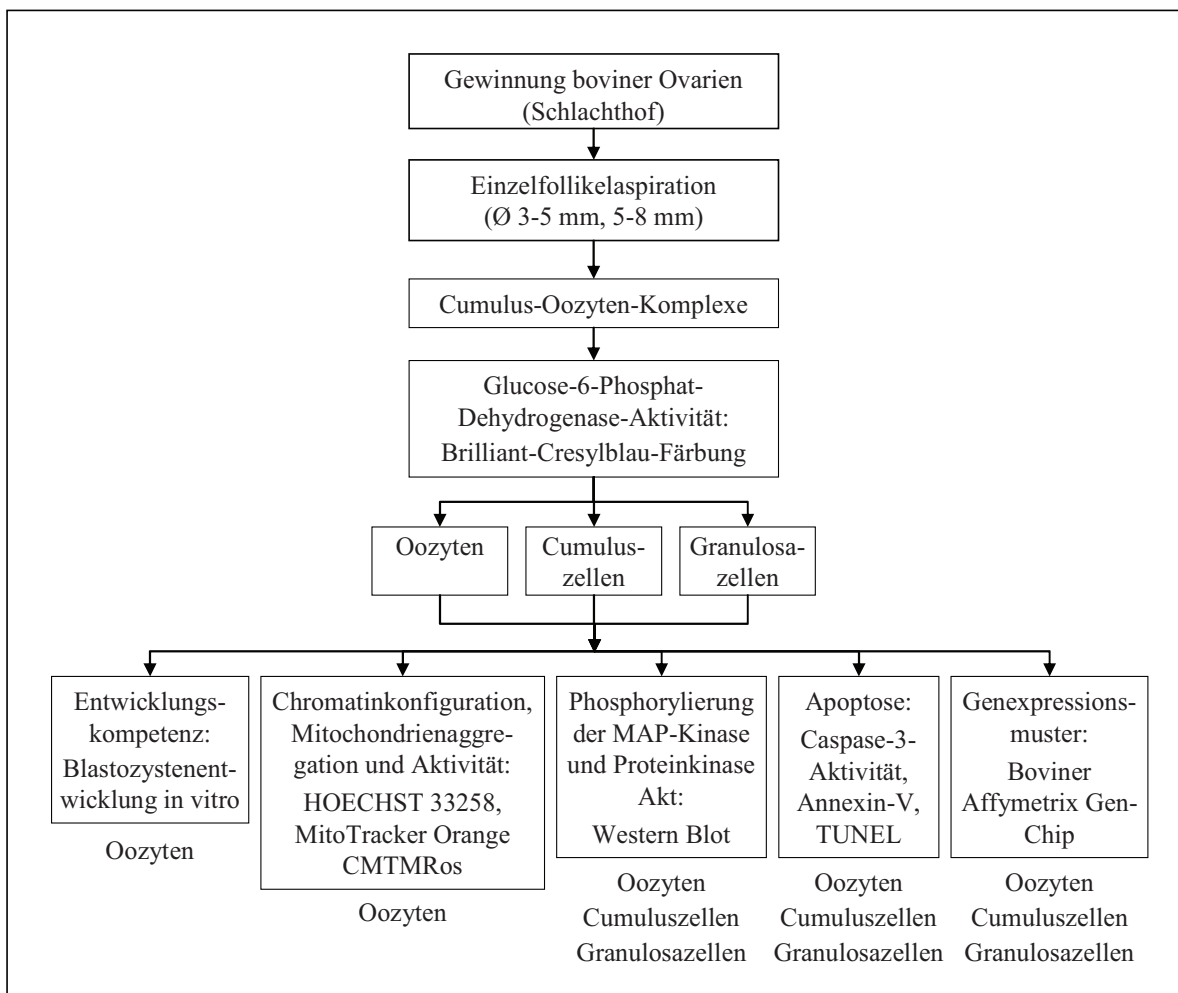 Gewinnung boviner Ovarien
(Schlachthof)
Einzelfollikelaspiration
(Ø 3-5 mm, 5-8 mm)
Cumulus-Oozyten-Komplexe
Glucose-6-Phosphat-
Dehydrogenase-Aktivität:
Brilliant-Cresylblau-Färbung
Oozyten
Cumulus-
zellen
Granulosa-
zellen
Entwicklungs-
kompetenz:
Blastozystenent-
wicklung in vitro
Oozyten
Chromatinkonfiguration,
Mitochondrienaggre-
gation und Aktivität:
HOECHST 33258,
MitoTracker Orange
CMTMRos
Oozyten
Phosphorylierung
der MAP-Kinase
und Proteinkinase
Akt:
Western Blot
Oozyten
Cumuluszellen
Granulosazellen
Apoptose:
Caspase-3-
Aktivität,
Annexin-V,
TUNEL
Oozyten
Cumuluszellen
Granulosazellen
Genexpressions-
muster:
Boviner
Affymetrix Gen-
Chip
Oozyten
Cumuluszellen
Granulosazellen